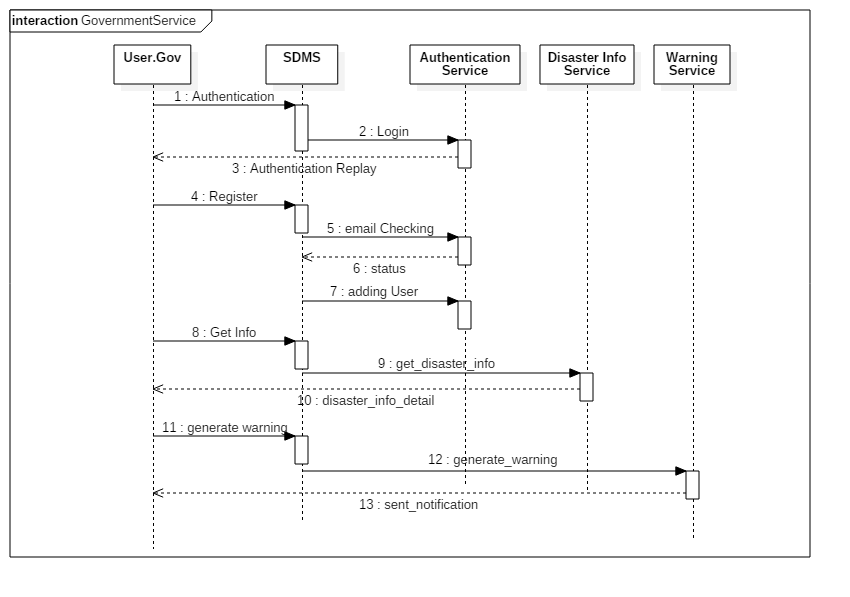 interaction GovernmentService
User.Gov
SDMS
Authentication
Service
Disaster Info
Service
Warning
Service
1 : Authentication
2 : Login
3 : Authentication Replay
4 : Register
5 : email Checking
6 : status
7 : adding User
8 : Get Info
9 : get_disaster_info
10 : disaster_info_detail
11 : generate warning
12 : generate_warning
13 : sent_notification